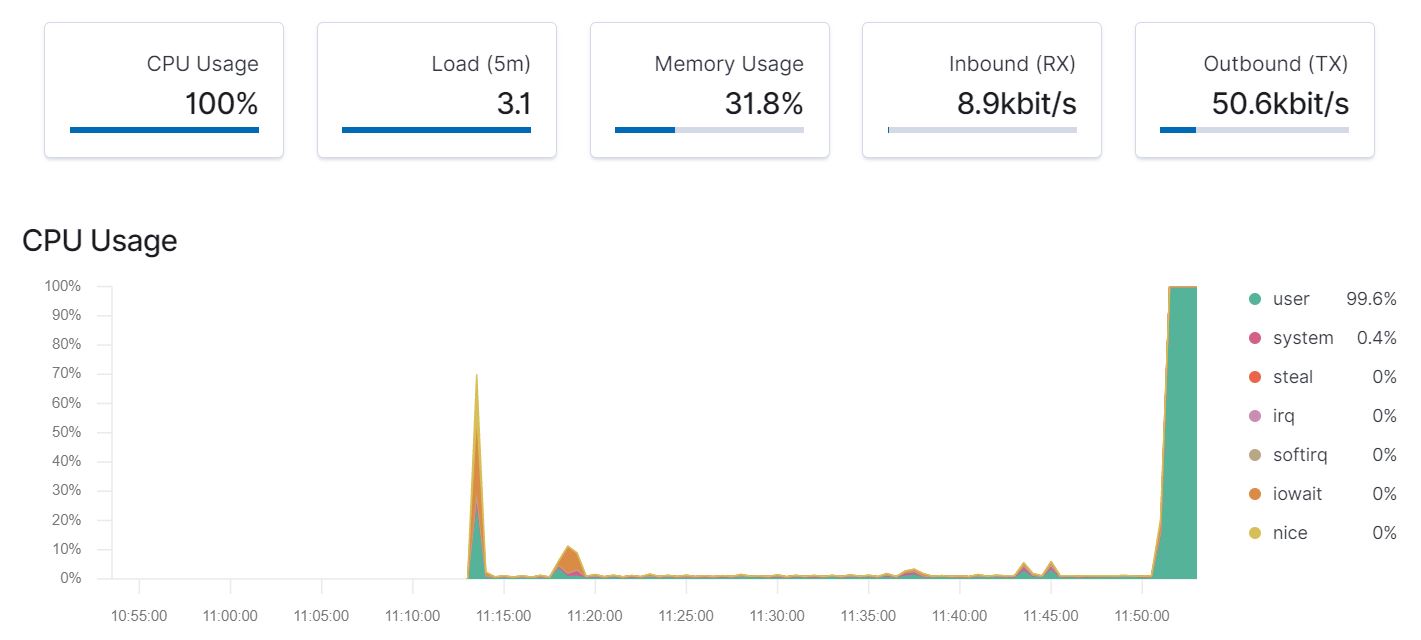 CPU Usage
100%
Load (5m)
3.1
Memory Usage
31.8%
Inbound (RX)
8.9kbit/s
Outbound (TX)
50.6kbit/s
CPU Usage
100%
90%
80%
70%
60%
50%
40%
30%
20%
10%
0%
10:55:00 11:00:00 11:05:00 11:10:00 11:15:00 11:20:00 11:25:00 11:30:00 11:35:00 11:40:00 11:45:00 11:50:00
user 99.6%
system 0.4%
steal 0%
irq 0%
softirq 0%
iowait 0%
nice 0%